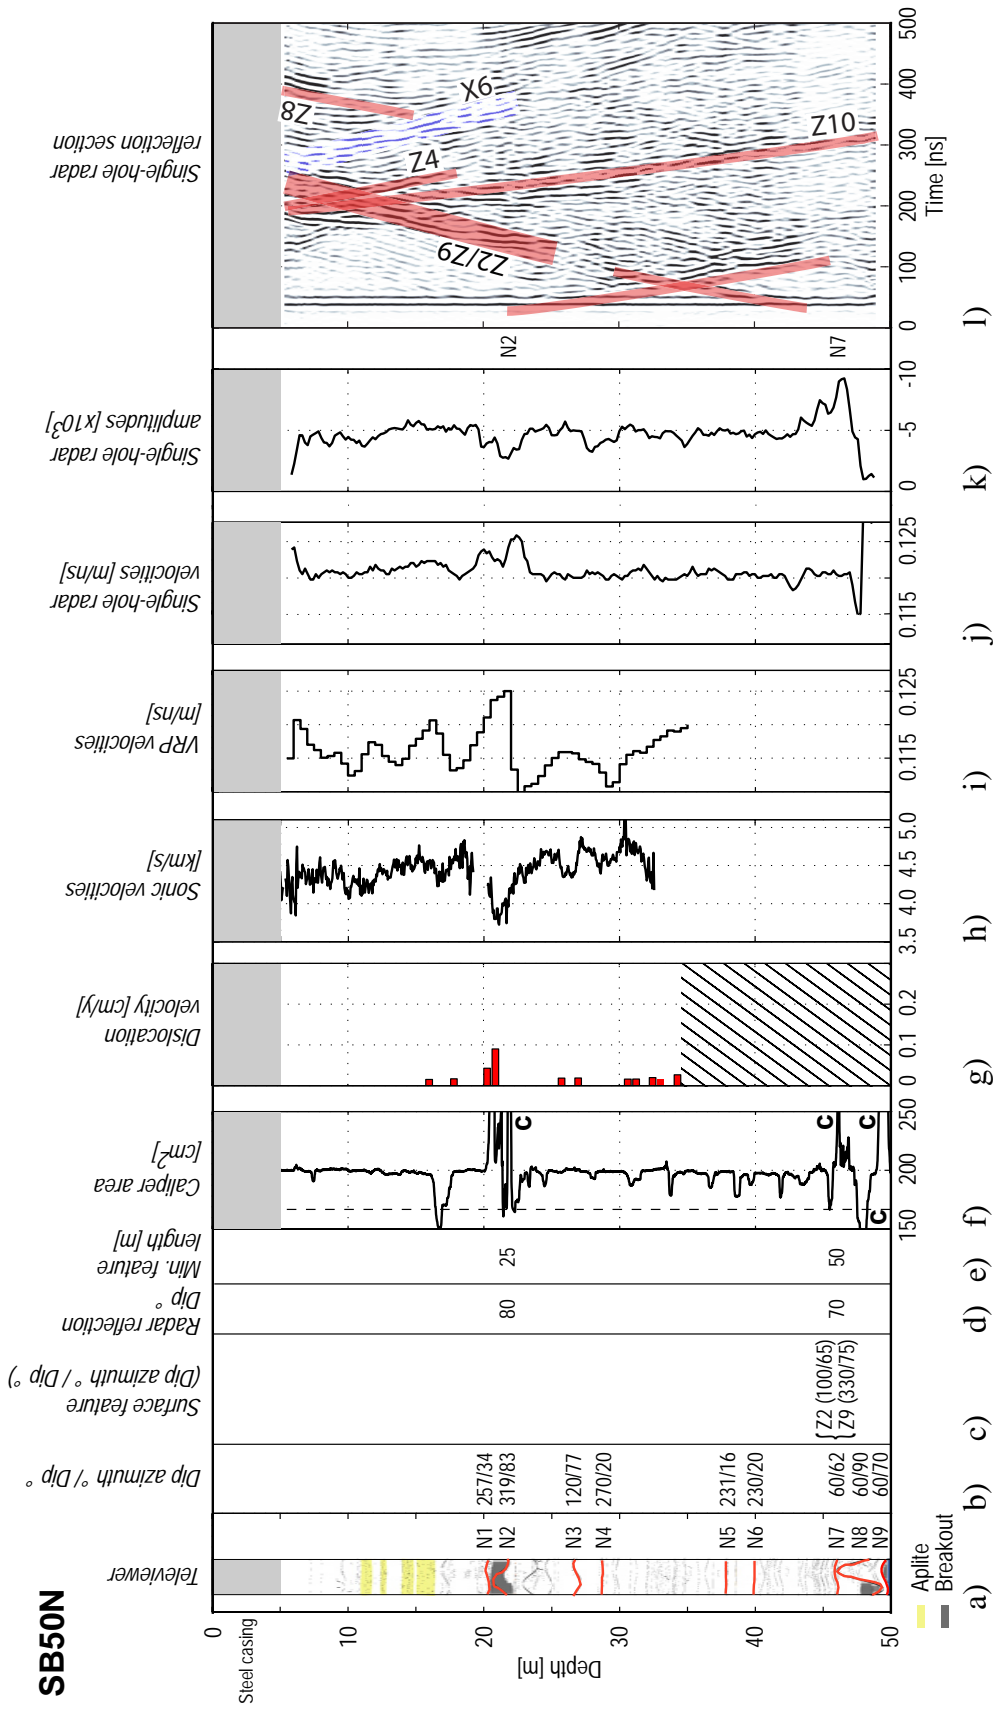 SB50N
Televiewer
Dip azimuth ° / Dip °
Surface feature
(Dip azimuth ° / Dip °)
Radar reflection
Dip °
Min. feature
length [m]
Caliper area
[cm²]
Dislocation
velocity [cm/y]
Sonic velocities
[km/s]
VRP velocities
[m/ns]
Single-hole radar
velocities [m/ns]
Single-hole radar
amplitudes [x10³]
Single-hole radar
reflection section
Steel casing
Depth [m]
0
10
20
30
40
50
N1
N2
N3
N4
N5
N6
N7
N8
N9
257/34
319/83
120/77
270/20
231/16
230/20
60/62
60/90
60/70
{Z2 (100/65)
{Z9 (330/75)
80
70
25
50
c
c
c
c
150 200 250
0 0.1 0.2
3.5 4.0 4.5 5.0
0.115 0.125
0.115 0.125
0 -5 -10
N2
N7
Z8
X6
Z4
Z2/Z9
Z10
0 100 200 300 400 500
Time [ns]
Aplite
Breakout
a) b) c) d) e) f) g) h) i) j) k) l)